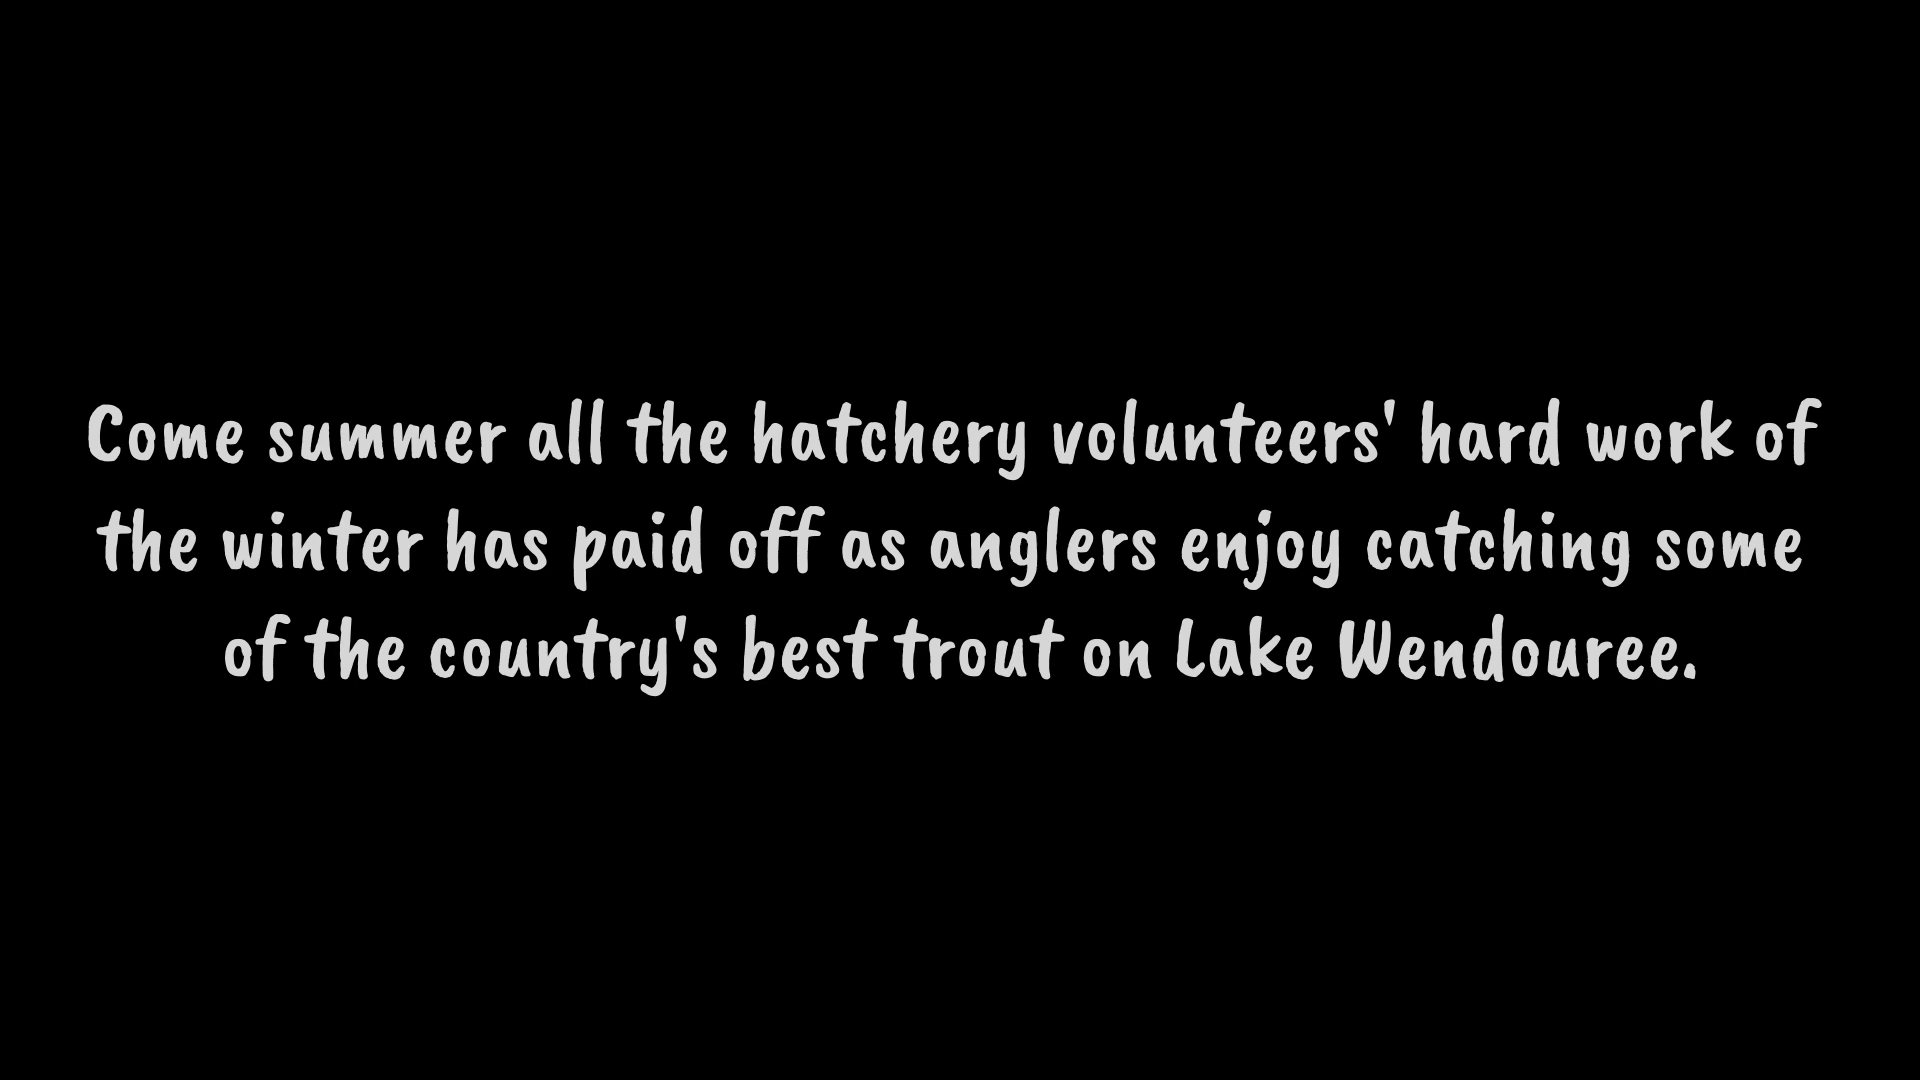 Come summer all the hatchery volunteers' hard work of
the winter has paid off as anglers enjoy catching some
of the country's best trout on Lake Wendouree.